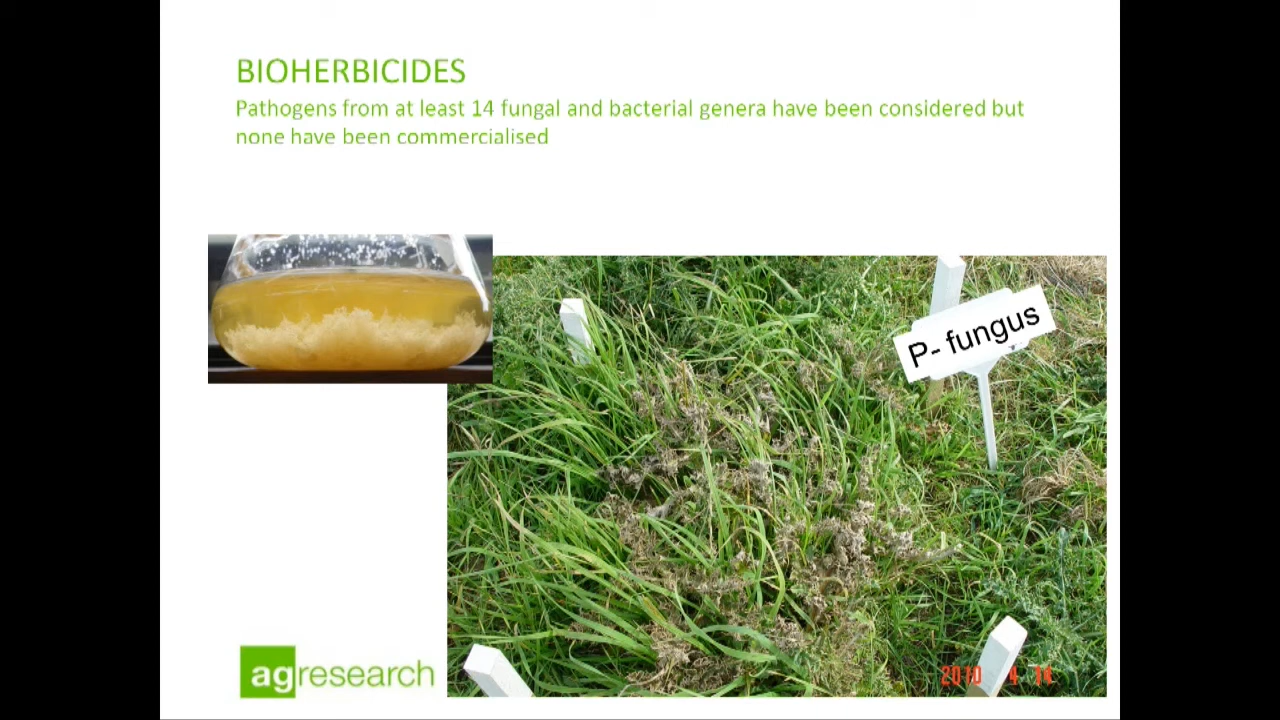 BIOHERBICIDES
Pathogens from at least 14 fungal and bacterial genera have been considered but
none have been commercialised
P- fungus
agresearch
2010 4 14